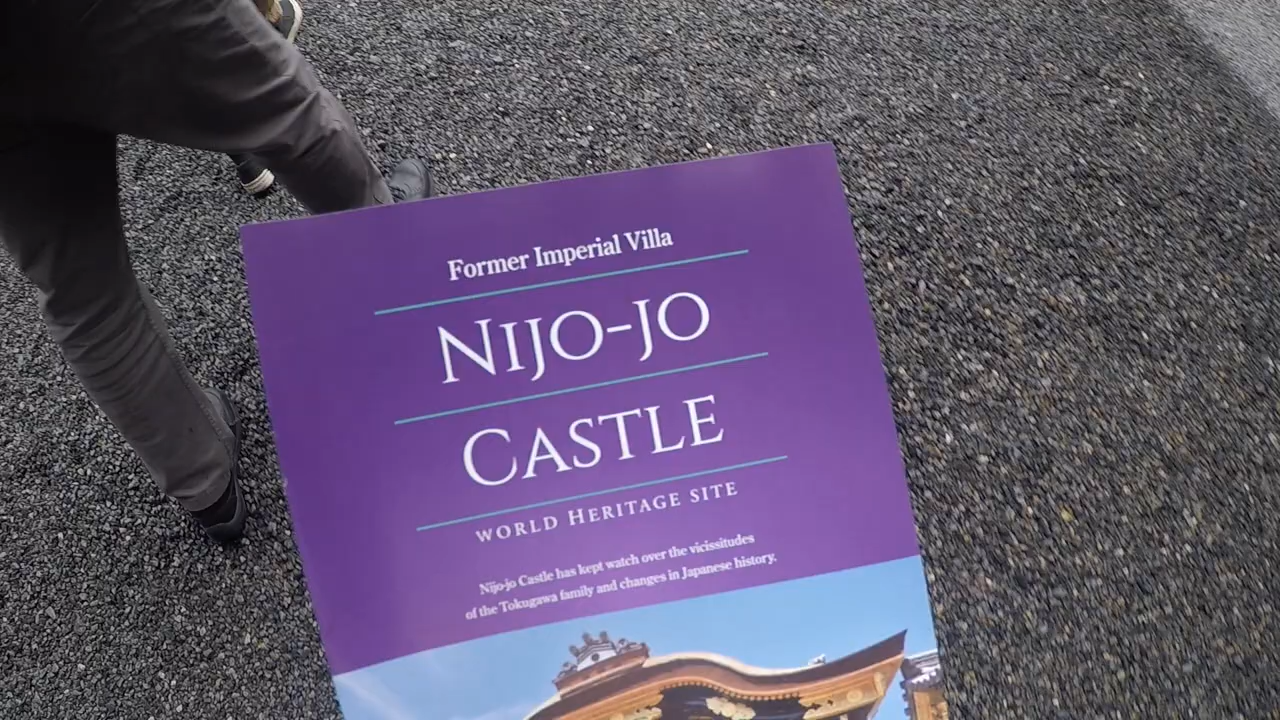 Former Imperial Villa
NIJO-JO
CASTLE
WORLD HERITAGE SITE
Nijo-jo Castle has kept watch over the vicissitudes
of the Tokugawa family and changes in Japanese history.